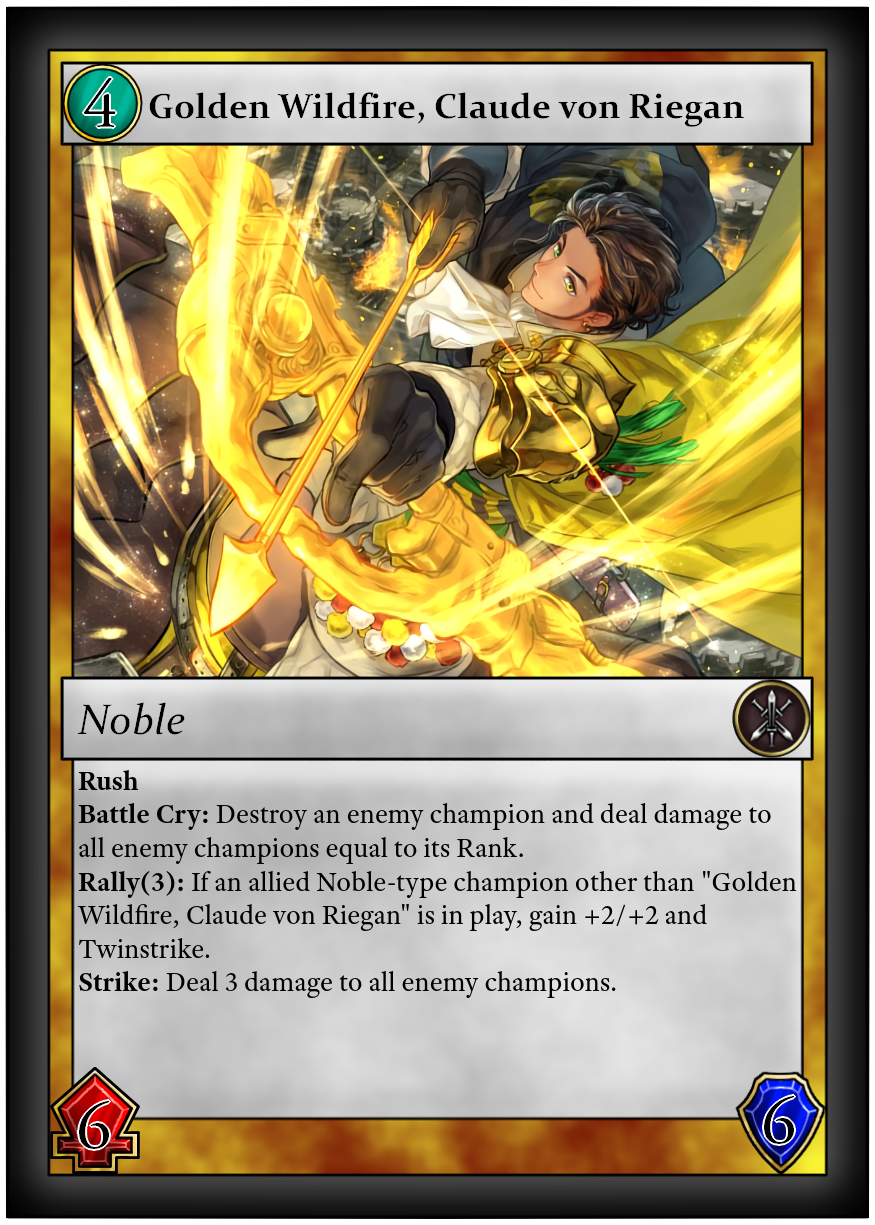 4 Golden Wildfire, Claude von Riegan
Noble
Rush
Battle Cry: Destroy an enemy champion and deal damage to
all enemy champions equal to its Rank.
Rally(3): If an allied Noble-type champion other than "Golden
Wildfire, Claude von Riegan" is in play, gain +2/+2 and
Twinstrike.
Strike: Deal 3 damage to all enemy champions.
6 6